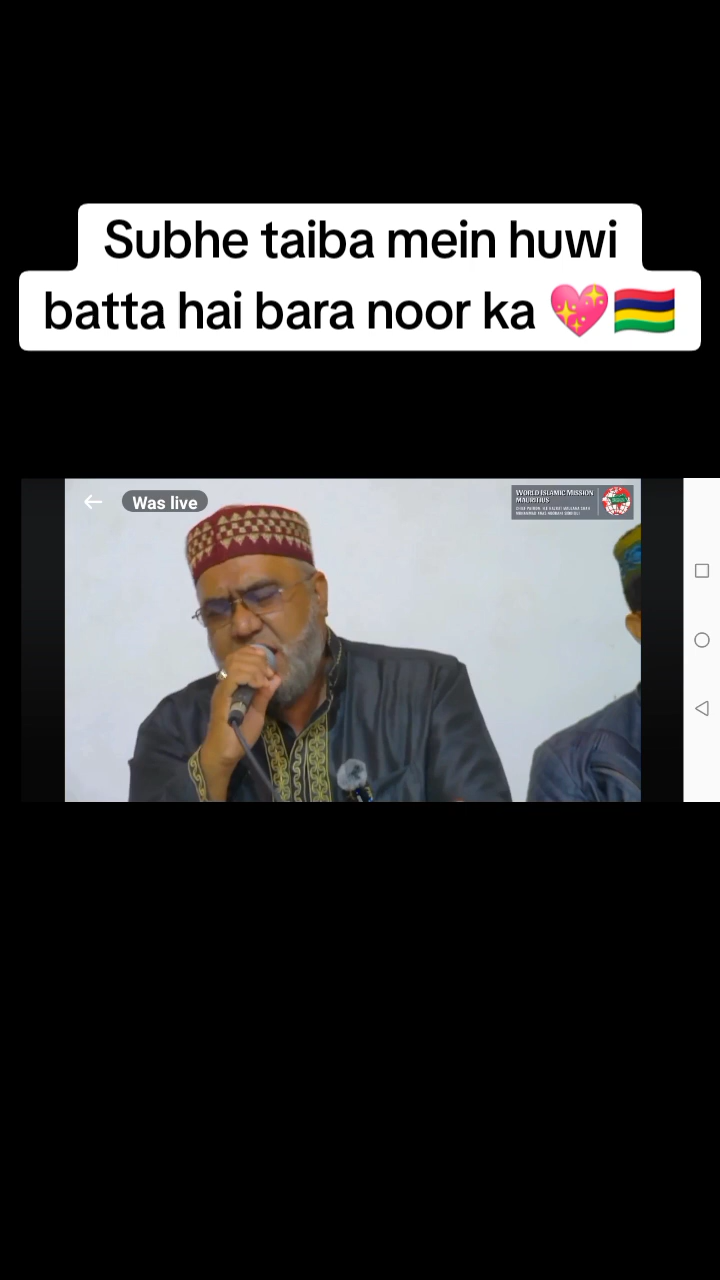 Subhe taiba mein huwi
batta hai bara noor ka 💖🇲🇺
Was live
WORLD ISLAMIC MISSION
MAURITIUS